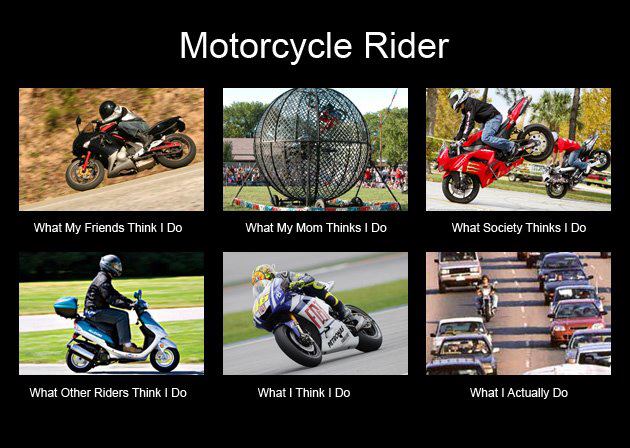 Motorcycle Rider
What My Friends Think I Do
What My Mom Thinks I Do
What Society Thinks I Do
What Other Riders Think I Do
What I Think I Do
What I Actually Do